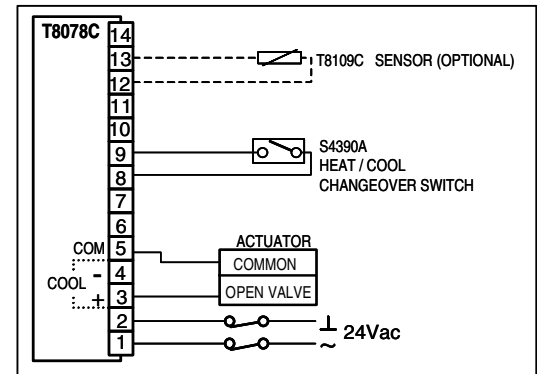 T8078C
14
13
12
11
10
9
8
7
6
5
4
3
2
1
T8109C SENSOR (OPTIONAL)
S4390A
HEAT / COOL
CHANGEOVER SWITCH
ACTUATOR
COM
COMMON
COOL
-
+
OPEN VALVE
24Vac
~